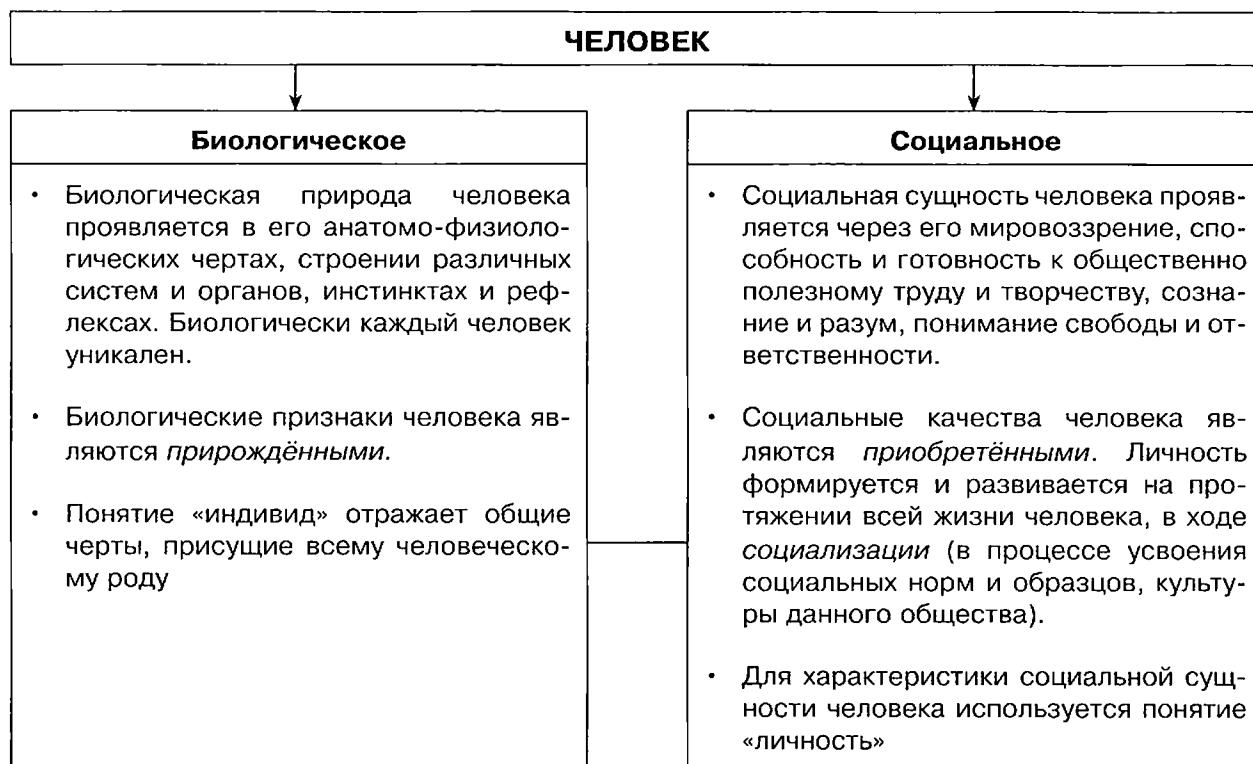 ЧЕЛОВЕК
Биологическое
• Биологическая природа человека
проявляется в его анатомо-физиоло-
гических чертах, строении различных
систем и органов, инстинктах и реф-
лексах. Биологически каждый человек
уникален.
• Биологические признаки человека яв-
ляются прирождёнными.
• Понятие «индивид» отражает общие
черты, присущие всему человеческо-
му роду
Социальное
• Социальная сущность человека прояв-
ляется через его мировоззрение, спо-
собность и готовность к общественно
полезному труду и творчеству, созна-
ние и разум, понимание свободы и от-
ветственности.
• Социальные качества человека яв-
ляются приобретёнными. Личность
формируется и развивается на про-
тяжении всей жизни человека, в ходе
социализации (в процессе усвоения
социальных норм и образцов, культу-
ры данного общества).
• Для характеристики социальной сущ-
ности человека используется понятие
«личность»